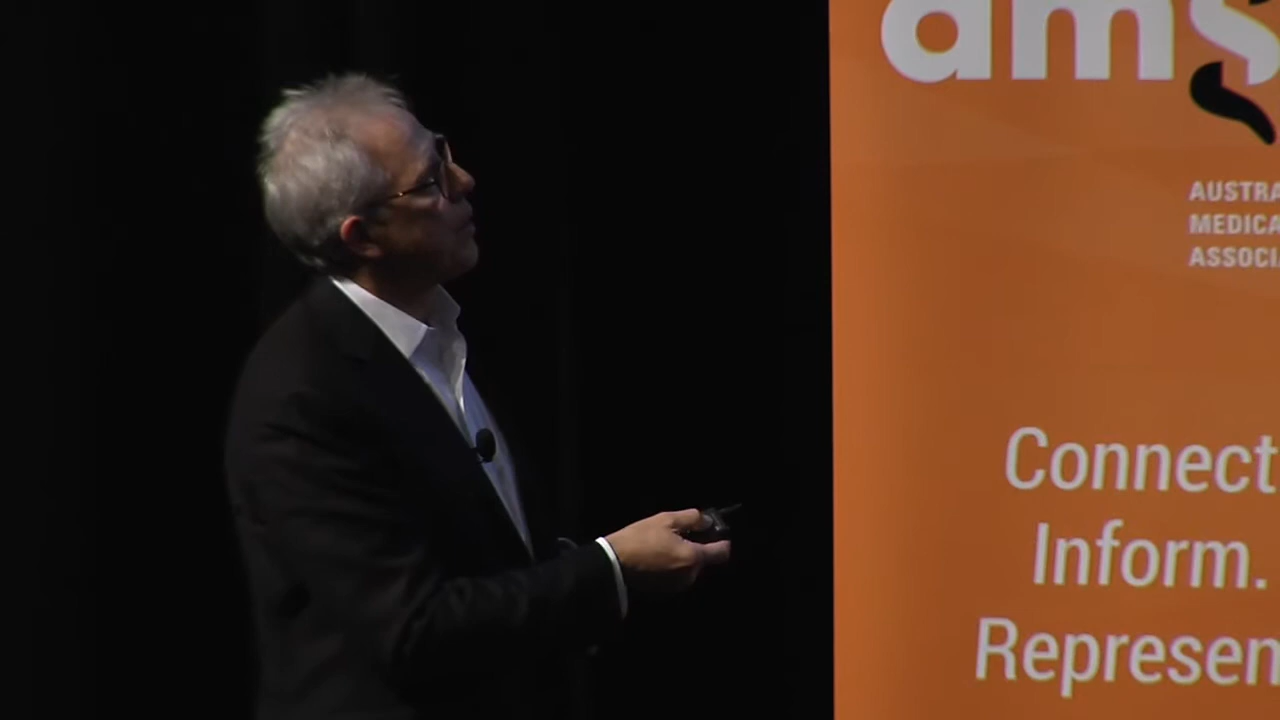 ams
AUSTRA
MEDICA
ASSOCIA
Connect
Inform.
Represen